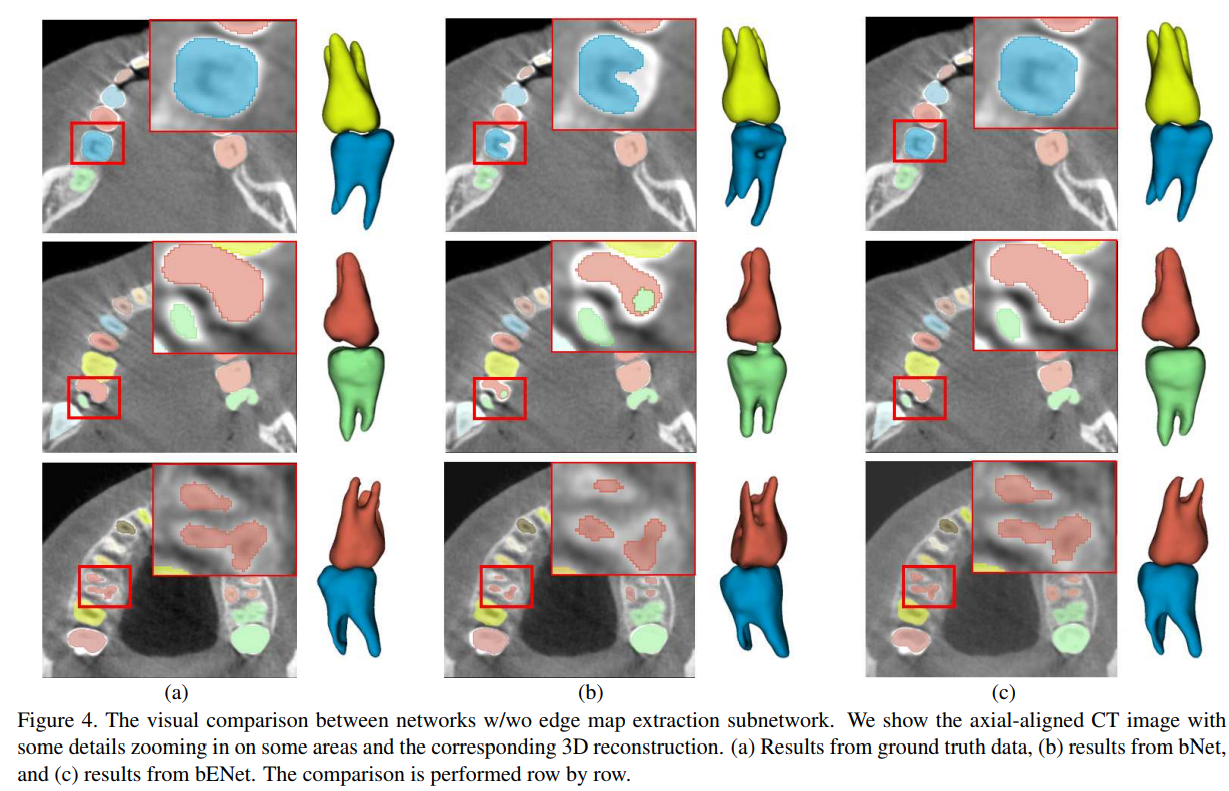 (a) (b) (c)
Figure 4. The visual comparison between networks w/wo edge map extraction subnetwork. We show the axial-aligned CT image with
some details zooming in on some areas and the corresponding 3D reconstruction. (a) Results from ground truth data, (b) results from bNet,
and (c) results from bENet. The comparison is performed row by row.